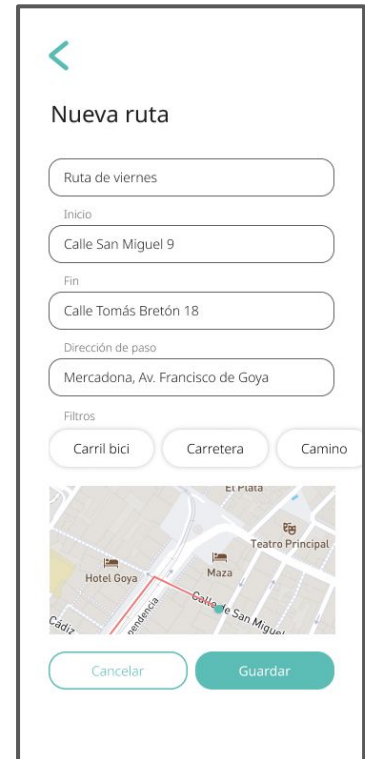 Nueva ruta
Ruta de viernes
Inicio
Calle San Miguel 9
Fin
Calle Tomás Bretón 18
Dirección de paso
Mercadona, Av. Francisco de Goya
Filtros
Carril bici
Carretera
Camino
El Plata
Teatro Principal
Hotel Goya
Maza
Calle de San Miguel
Cádiz
pendencia
Cancelar
Guardar